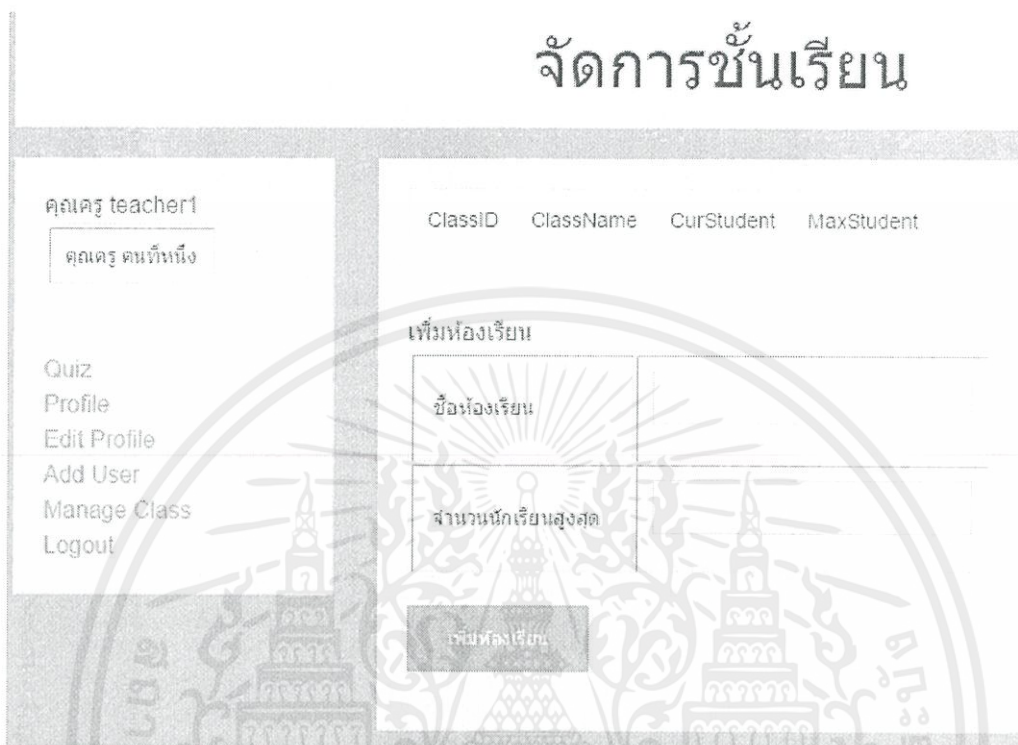 จัดการชั้นเรียน
คุณครู teacher1
คุณครู คนที่หนึ่ง
Quiz
Profile
Edit Profile
Add User
Manage Class
Logout
ClassID ClassName CurStudent MaxStudent
เพิ่มห้องเรียน
ชื่อห้องเรียน
จำนวนนักเรียนสูงสุด
เพิ่มห้องเรียน